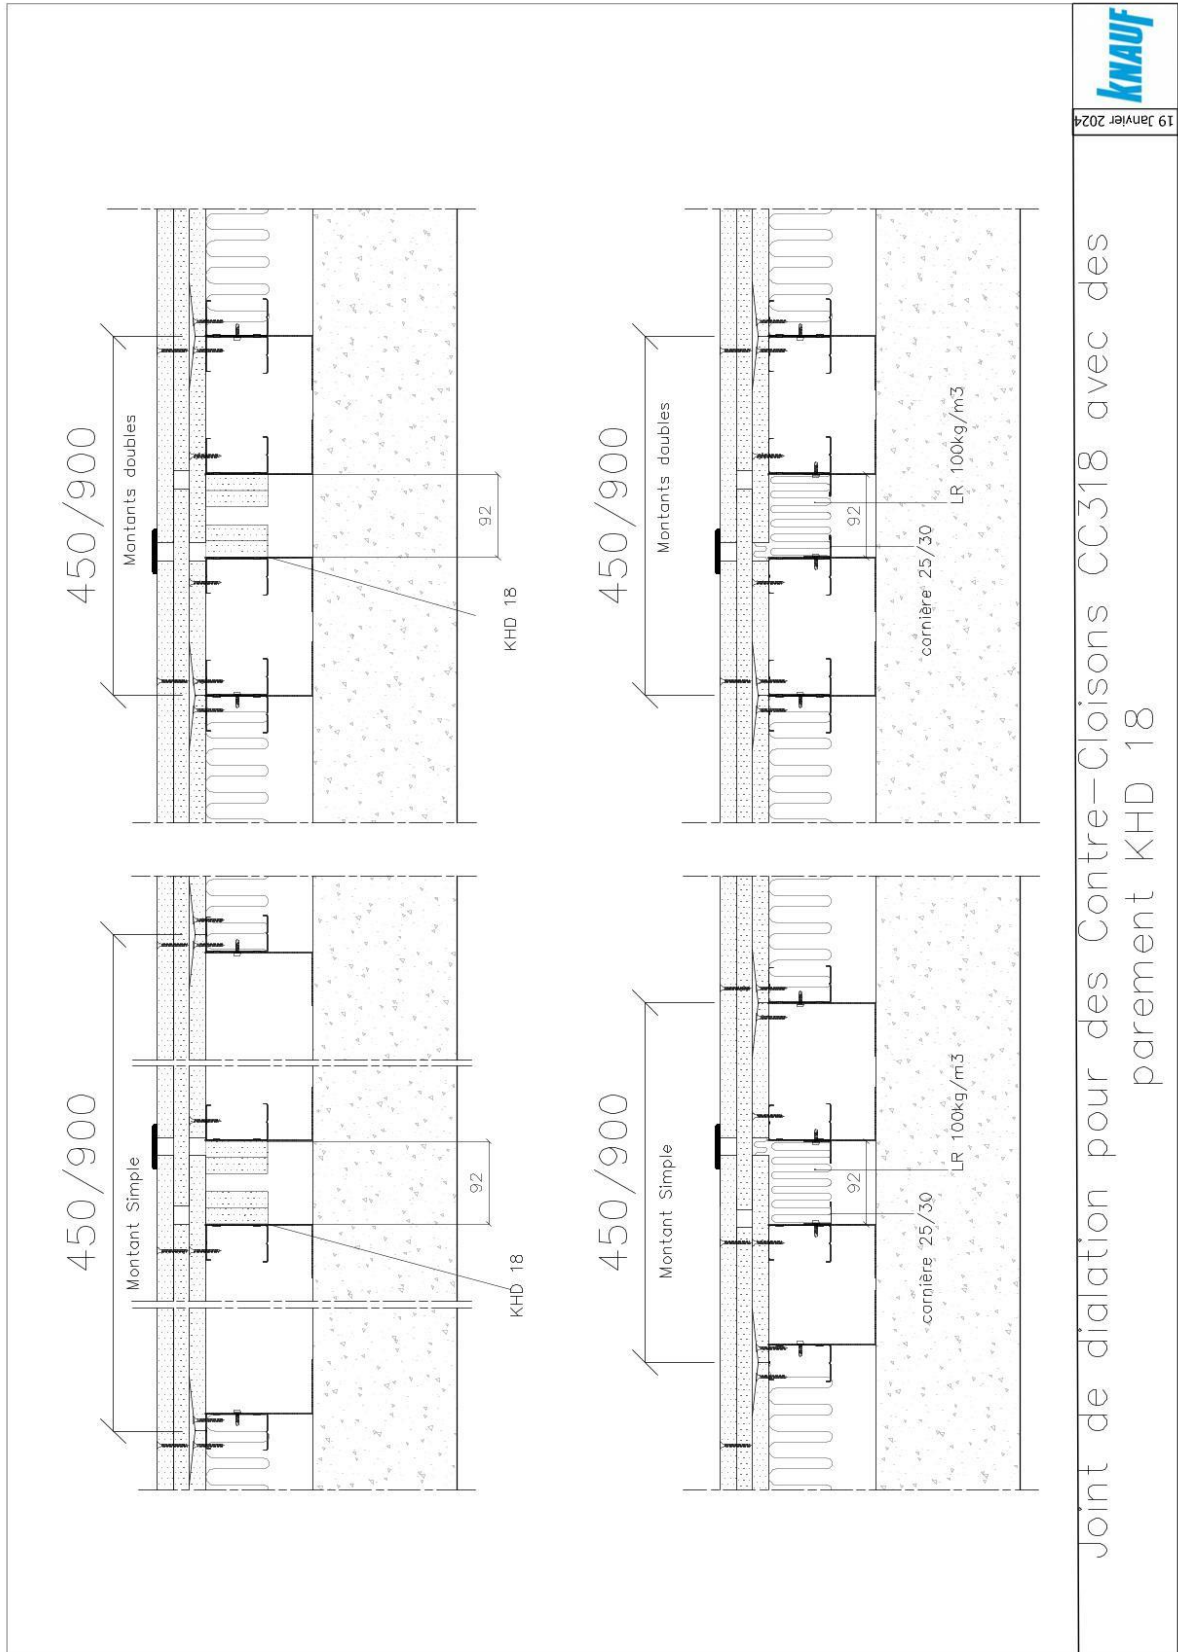 450/900
Montant Simple
92
KHD 18
450/900
Montants doubles
92
KHD 18
450/900
Montant Simple
92
cornière 25/30
LR 100kg/m3
450/900
Montants doubles
92
cornière 25/30
LR 100kg/m3
Joint de dialation pour des Contre-Cloisons CC318 avec des
parement KHD 18
19 Janvier 2024
KNAUF